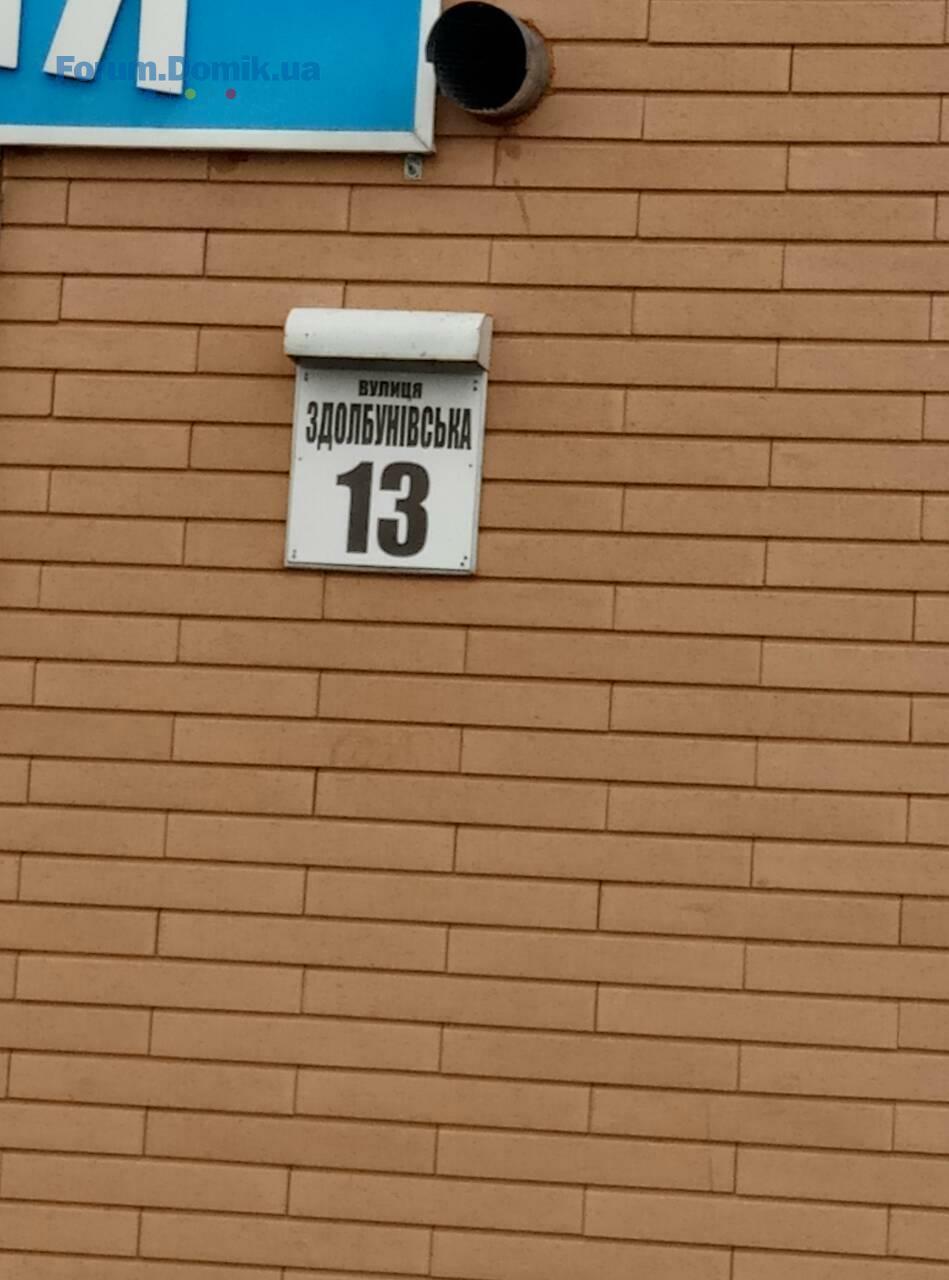 Я
Forum.Domik.ua
ВУЛИЦЯ
ЗДОЛБУНІВСЬКА
13